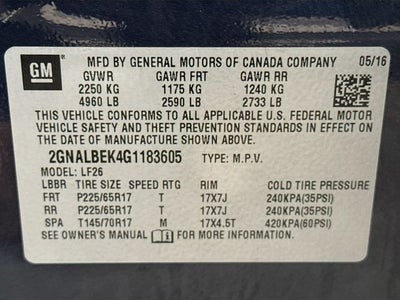 GM
MFD BY GENERAL MOTORS OF CANADA COMPANY 05/16
GVWR GAWR FRT GAWR RR
2250 KG 1175 KG 1240 KG
4960 LB 2590 LB 2733 LB
THIS VEHICLE CONFORMS TO ALL APPLICABLE U.S. FEDERAL MOTOR
VEHICLE SAFETY, BUMPER, AND THEFT PREVENTION STANDARDS
IN EFFECT ON THE DATE OF MANUFACTURE SHOWN ABOVE.
2GNALBEK4G1183605 TYPE: M.P.V.
MODEL: LF26
LBBR TIRE SIZE SPEED RTG RIM COLD TIRE PRESSURE
FRT P225/65R17 T 17X7J 240KPA(35PSI)
RR P225/65R17 T 17X7J 240KPA(35PSI)
SPA T145/70R17 M 17X4.5T 420KPA(60PSI)
SEE OWNER'S MANUAL FOR MORE INFORMATION